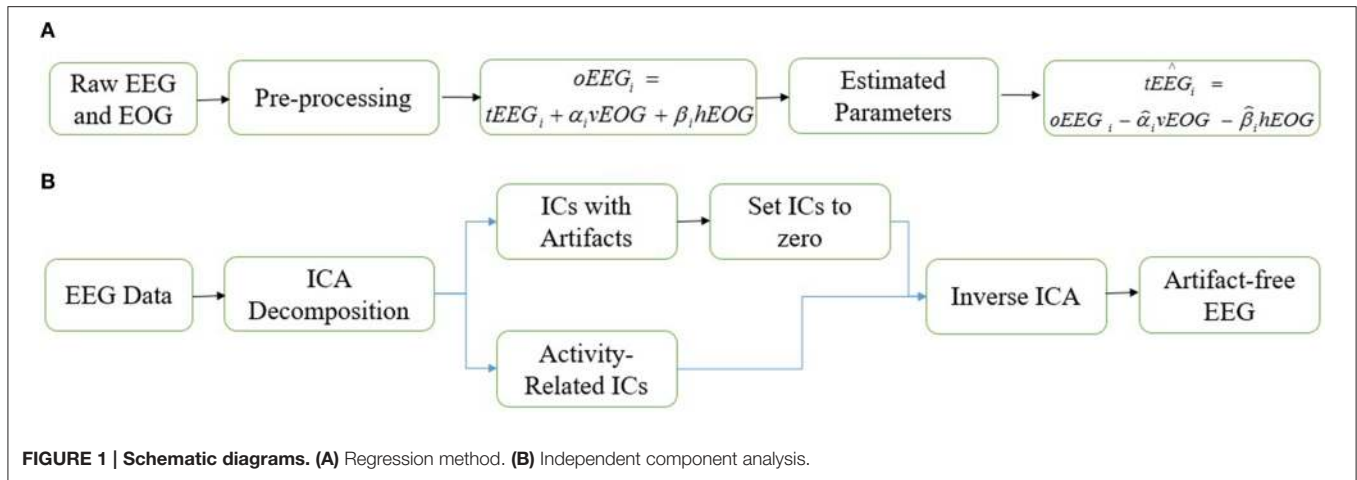 A
Raw EEG
and EOG
Pre-processing
oEEG_i =
tEEG_i + α_i vEOG + β_i hEOG
Estimated
Parameters
tÊEG_i =
oEEG_i − α̂_i vEOG − β̂_i hEOG
B
EEG Data
ICA
Decomposition
ICs with
Artifacts
Set ICs to
zero
Activity-
Related ICs
Inverse ICA
Artifact-free
EEG
FIGURE 1 | Schematic diagrams. (A) Regression method. (B) Independent component analysis.